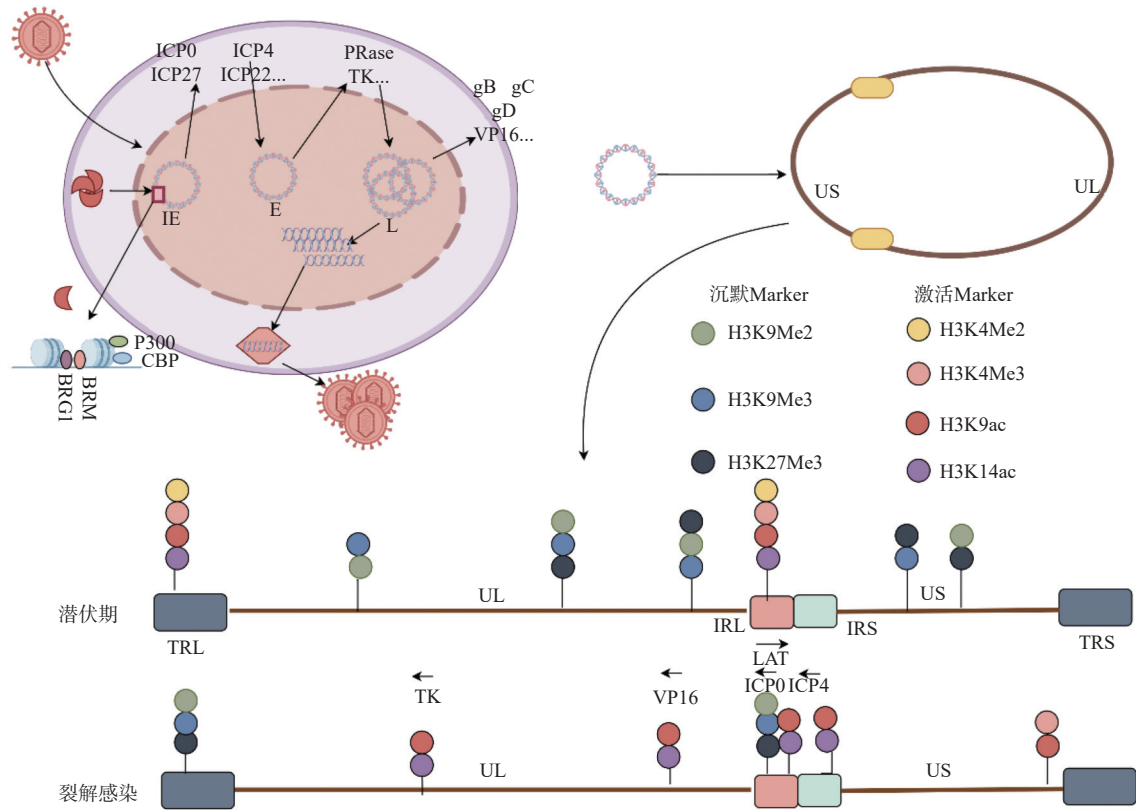 ICP0
ICP27
ICP4
ICP22...
PRase
TK...
gB gC
gD
VP16...
IE
E
L
P300
CBP
BRG1
BRM
US
UL
沉默Marker
H3K9Me2
H3K9Me3
H3K27Me3
激活Marker
H3K4Me2
H3K4Me3
H3K9ac
H3K14ac
潜伏期
TRL
UL
IRL
IRS
US
TRS
LAT
TK
VP16
ICP0
ICP4
裂解感染
UL
US